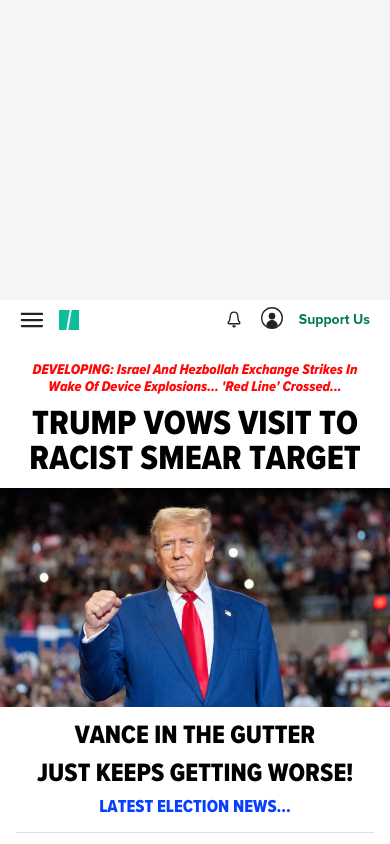 Support Us
DEVELOPING: Israel And Hezbollah Exchange Strikes In
Wake Of Device Explosions... 'Red Line' Crossed...
TRUMP VOWS VISIT TO
RACIST SMEAR TARGET
VANCE IN THE GUTTER
JUST KEEPS GETTING WORSE!
LATEST ELECTION NEWS...